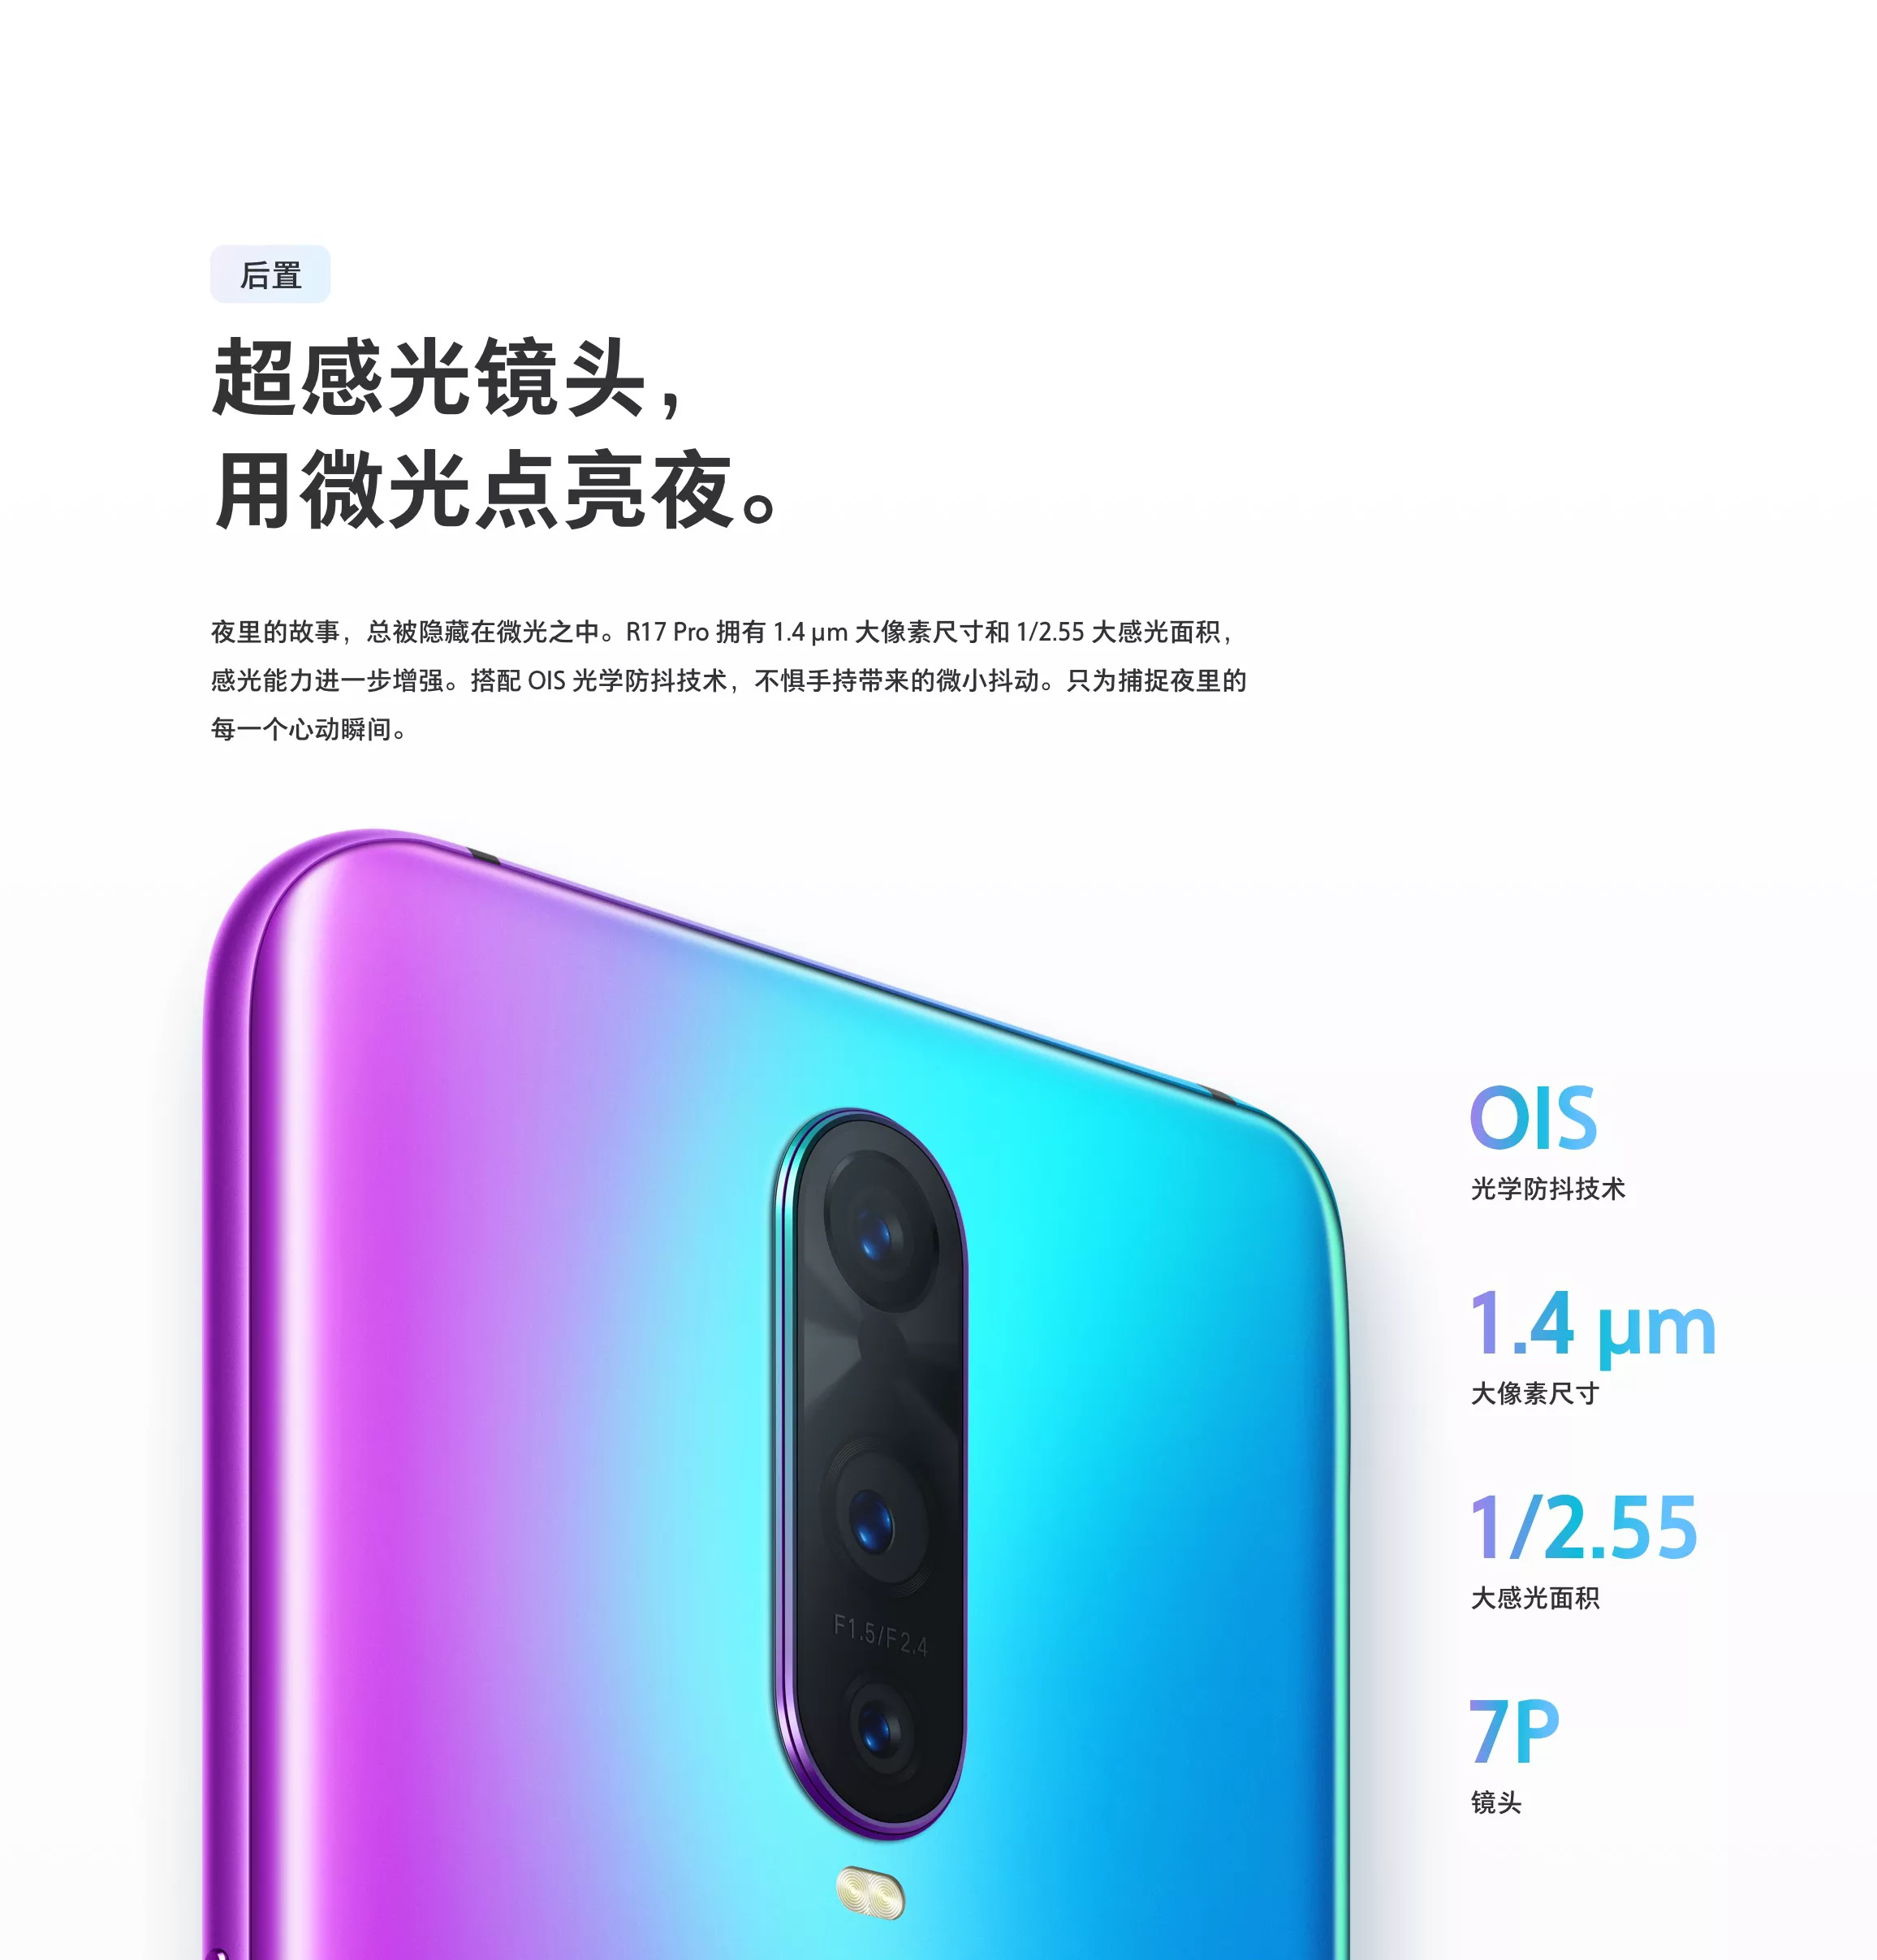 后置
超感光镜头，
用微光点亮夜。
夜里的故事，总被隐藏在微光之中。R17 Pro 拥有 1.4 μm 大像素尺寸和 1/2.55 大感光面积，
感光能力进一步增强。搭配 OIS 光学防抖技术，不惧手持带来的微小抖动。只为捕捉夜里的
每一个心动瞬间。
OIS
光学防抖技术
1.4 μm
大像素尺寸
1/2.55
大感光面积
F1.5/F2.4
7P
镜头